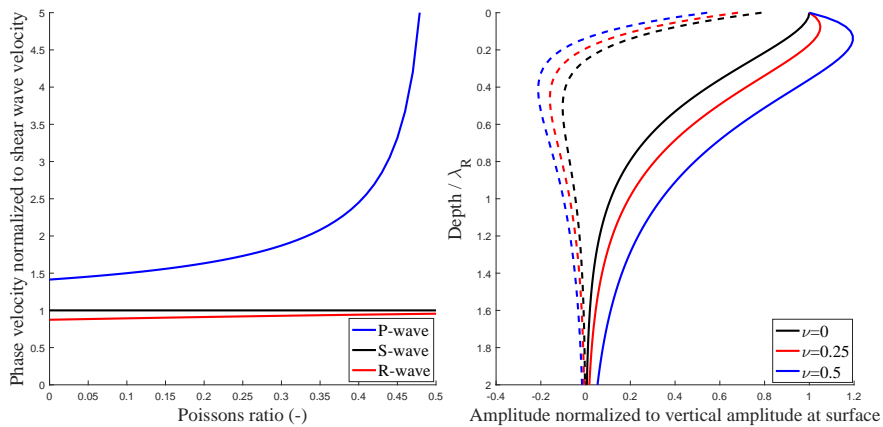 Phase velocity normalized to shear wave velocity
5
4.5
4
3.5
3
2.5
2
1.5
1
0.5
0
0 0.05 0.1 0.15 0.2 0.25 0.3 0.35 0.4 0.45 0.5
Poissons ratio (-)
P-wave
S-wave
R-wave
Depth / λR
0
0.2
0.4
0.6
0.8
1
1.2
1.4
1.6
1.8
2
-0.4 -0.2 0 0.2 0.4 0.6 0.8 1 1.2
Amplitude normalized to vertical amplitude at surface
ν=0
ν=0.25
ν=0.5